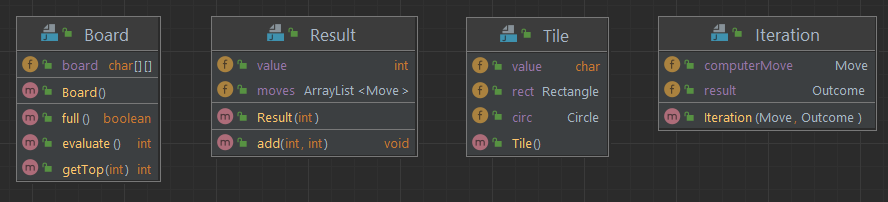 Board
board char[][]
Board()
full() boolean
evaluate() int
getTop(int) int
Result
value int
moves ArrayList<Move>
Result(int)
add(int, int) void
Tile
value char
rect Rectangle
circ Circle
Tile()
Iteration
computerMove Move
result Outcome
Iteration(Move, Outcome)